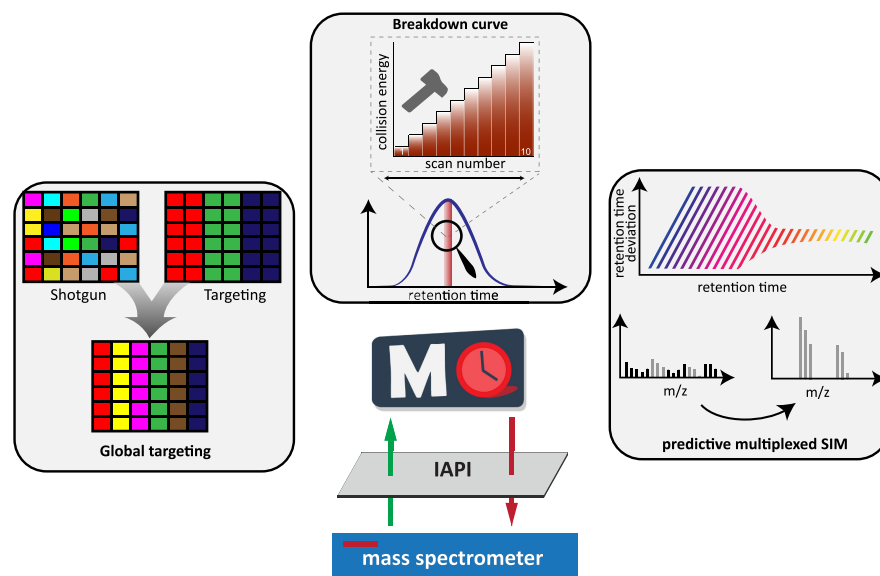 Breakdown curve
collision energy
1
10
scan number
retention time
Shotgun
Targeting
Global targeting
retention time
deviation
retention time
m/z
m/z
predictive multiplexed SIM
M
IAPI
mass spectrometer